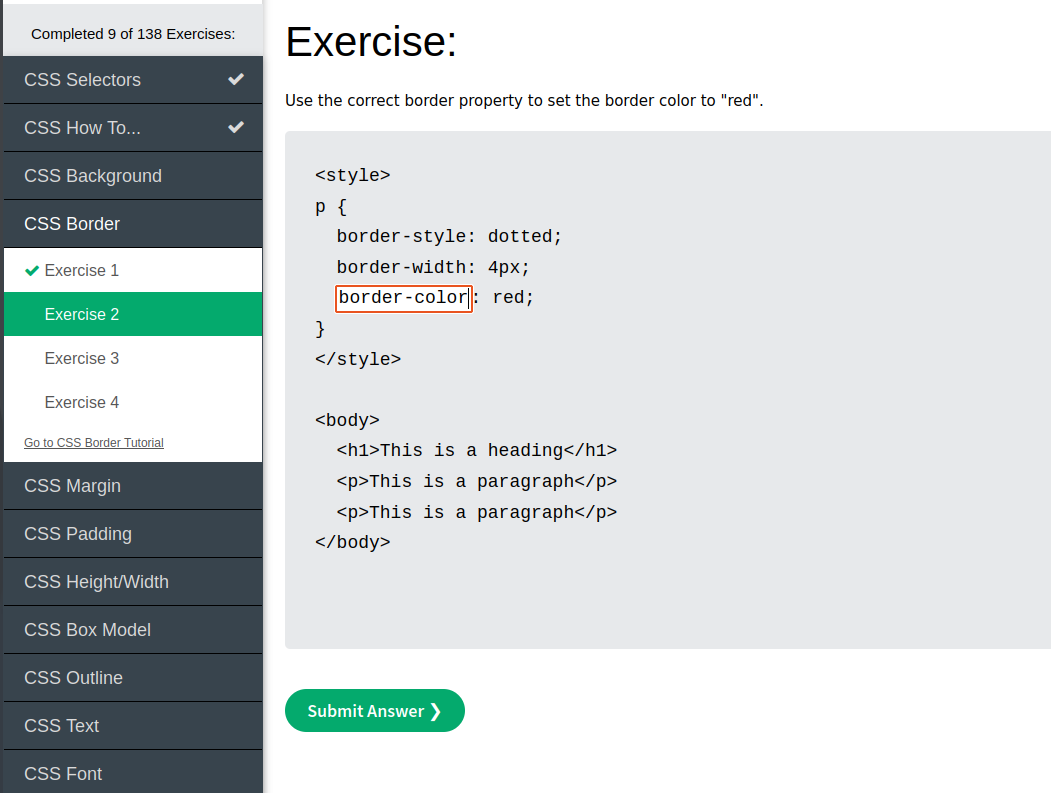 Completed 9 of 138 Exercises:
CSS Selectors
CSS How To...
CSS Background
CSS Border
Exercise 1
Exercise 2
Exercise 3
Exercise 4
Go to CSS Border Tutorial
CSS Margin
CSS Padding
CSS Height/Width
CSS Box Model
CSS Outline
CSS Text
CSS Font
Exercise:
Use the correct border property to set the border color to "red".
<style>
p {
  border-style: dotted;
  border-width: 4px;
  border-color: red;
}
</style>

<body>
  <h1>This is a heading</h1>
  <p>This is a paragraph</p>
  <p>This is a paragraph</p>
</body>
Submit Answer ❯